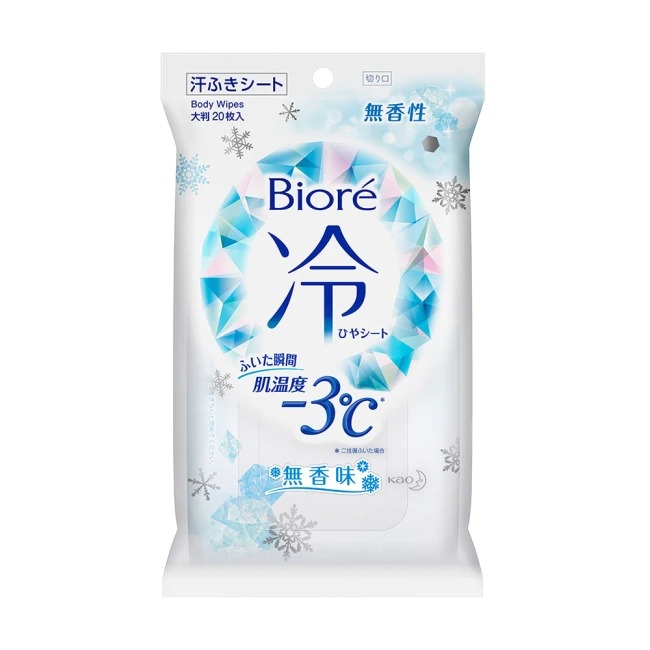 汗ふきシート
切り口
Body Wipes
大判 20枚入
無香性
Bioré
冷
ひやシート
ふいた瞬間
肌温度
-3℃*
*二往復ふいた場合
無香味
Kao